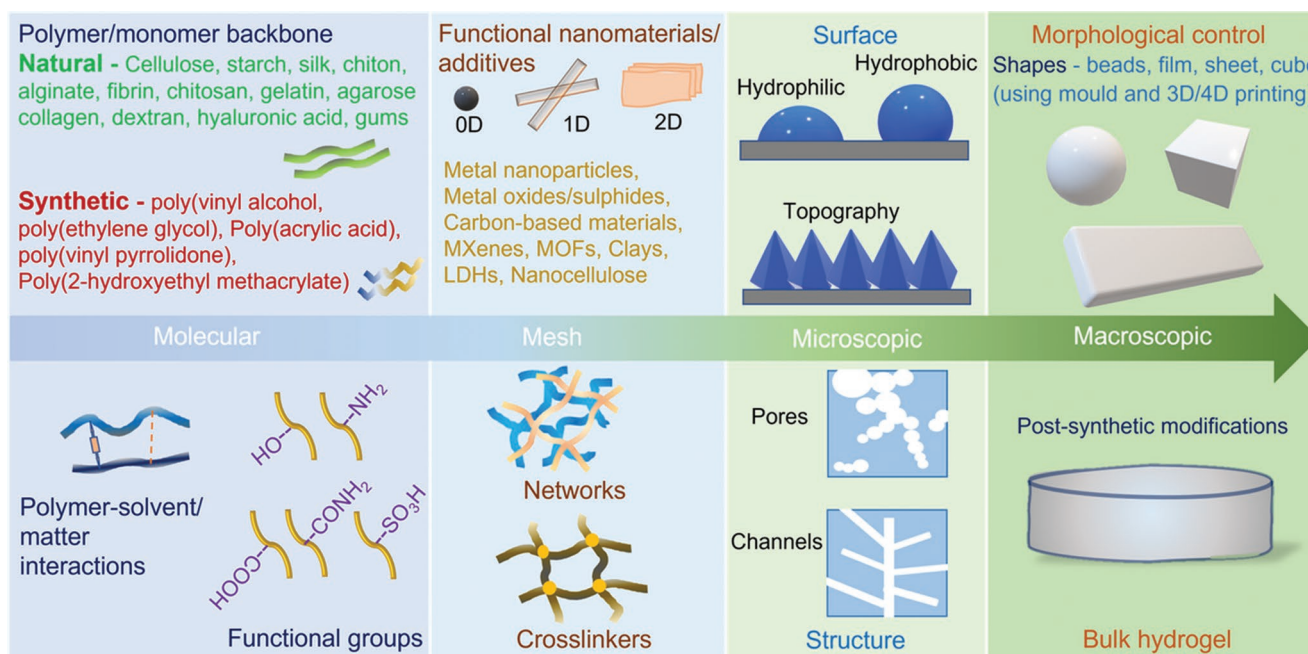 Polymer/monomer backbone
Natural - Cellulose, starch, silk, chiton,
alginate, fibrin, chitosan, gelatin, agarose
collagen, dextran, hyaluronic acid, gums
Synthetic - poly(vinyl alcohol,
poly(ethylene glycol), Poly(acrylic acid),
poly(vinyl pyrrolidone),
Poly(2-hydroxyethyl methacrylate)
Functional nanomaterials/
additives
0D
1D
2D
Metal nanoparticles,
Metal oxides/sulphides,
Carbon-based materials,
MXenes, MOFs, Clays,
LDHs, Nanocellulose
Surface
Hydrophobic
Hydrophilic
Topography
Morphological control
Shapes - beads, film, sheet, cube
(using mould and 3D/4D printing
Molecular
Mesh
Microscopic
Macroscopic
Polymer-solvent/
matter
interactions
HO
NH2
HOOC
CONH2
SO3H
Functional groups
Networks
Crosslinkers
Pores
Channels
Structure
Post-synthetic modifications
Bulk hydrogel